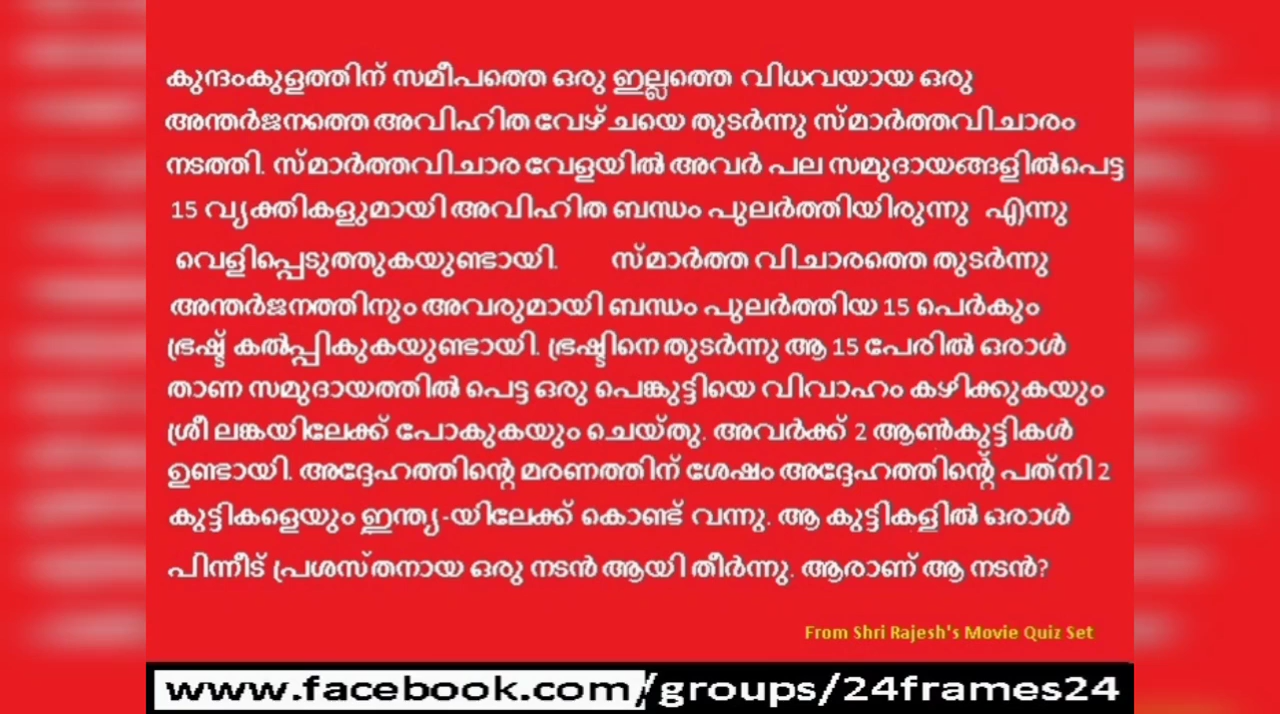 കുന്ദംകുളത്തിന് സമീപത്തെ ഒരു ഇല്ലത്തെ വിധവയായ ഒരു
അന്തർജനത്തെ അവിഹിത വേഴ്ചയെ തുടർന്നു സ്മാർത്തവിചാരം
നടത്തി. സ്മാർത്തവിചാര വേളയിൽ അവർ പല സമുദായങ്ങളിൽപെട്ട
15 വ്യക്തികളുമായി അവിഹിത ബന്ധം പുലർത്തിയിരുന്നു എന്നു
വെളിപ്പെടുത്തുകയുണ്ടായി. സ്മാർത്ത വിചാരത്തെ തുടർന്നു
അന്തർജനത്തിനും അവരുമായി ബന്ധം പുലർത്തിയ 15 പെർകും
ഭ്രഷ്ട് കൽപ്പികുകയുണ്ടായി. ഭ്രഷ്ടിനെ തുടർന്നു ആ 15 പേരിൽ ഒരാൾ
താണ സമുദായത്തിൽ പെട്ട ഒരു പെങ്കുട്ടിയെ വിവാഹം കഴിക്കുകയും
ശ്രീ ലങ്കയിലേക്ക് പോകുകയും ചെയ്തു. അവർക്ക് 2 ആൺകുട്ടികൾ
ഉണ്ടായി. അദ്ദേഹത്തിന്റെ മരണത്തിന് ശേഷം അദ്ദേഹത്തിന്റെ് പത്നി 2
കുട്ടികളെയും ഇന്ത്യ-യിലേക്ക് കൊണ്ട് വന്നു. ആ കുട്ടികളിൽ ഒരാൾ
പിന്നീട് പ്രശസ്തനായ ഒരു നടൻ ആയി തീർന്നു. ആരാണ് ആ നടൻ?
From Shri Rajesh's Movie Quiz Set
www.facebook.com/groups/24frames24